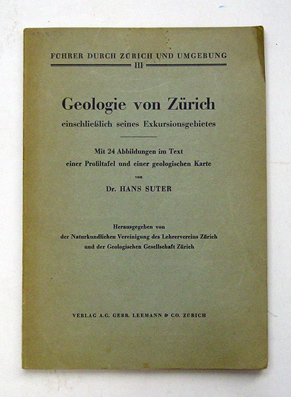 FÜHRER DURCH ZÜRICH UND UMGEBUNG
III
Geologie von Zürich
einschließlich seines Exkursionsgebietes
Mit 24 Abbildungen im Text
einer Profiltafel und einer geologischen Karte
von
Dr. HANS SUTER
Herausgegeben von
der Naturkundlichen Vereinigung des Lehrervereins Zürich
und der Geologischen Gesellschaft Zürich
VERLAG A.G. GEBR. LEEMANN & CO. ZÜRICH